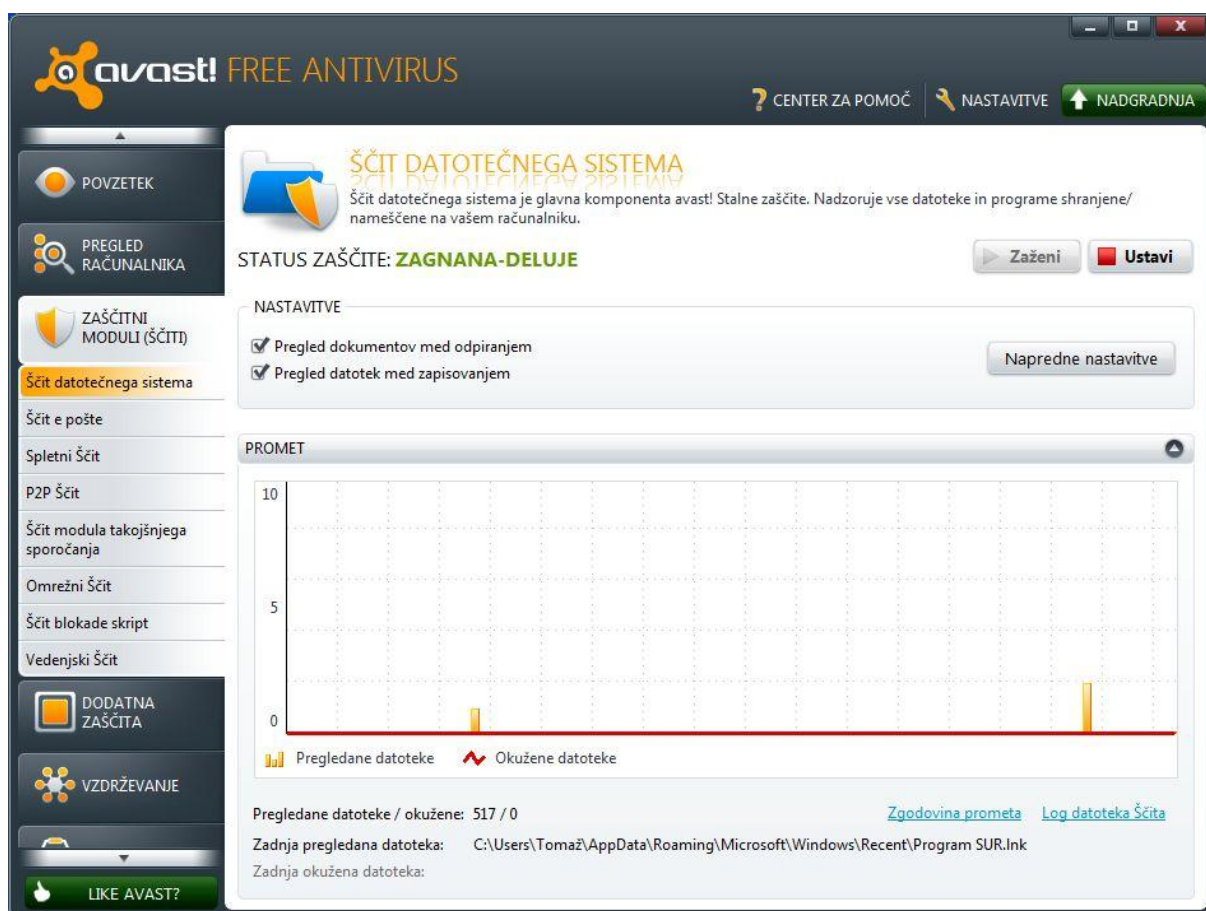 avast! FREE ANTIVIRUS
CENTER ZA POMOČ
NASTAVITVE
NADGRADNJA
POVZETEK
PREGLED
RAČUNALNIKA
ZAŠČITNI
MODULI (ŠČITI)
Ščit datotečnega sistema
Ščit e pošte
Spletni Ščit
P2P Ščit
Ščit modula takojšnjega
sporočanja
Omrežni Ščit
Ščit blokade skript
Vedenjski Ščit
DODATNA
ZAŠČITA
VZDRŽEVANJE
LIKE AVAST?
ŠČIT DATOTEČNEGA SISTEMA
Ščit datotečnega sistema je glavna komponenta avast! Stalne zaščite. Nadzoruje vse datoteke in programe shranjene/
nameščene na vašem računalniku.
STATUS ZAŠČITE: ZAGNANA-DELUJE
Zaženi
Ustavi
NASTAVITVE
Pregled dokumentov med odpiranjem
Pregled datotek med zapisovanjem
Napredne nastavitve
PROMET
10
5
0
Pregledane datoteke
Okužene datoteke
Pregledane datoteke / okužene: 517 / 0
Zgodovina prometa
Log datoteka Ščita
Zadnja pregledana datoteka: C:\Users\Tomaž\AppData\Roaming\Microsoft\Windows\Recent\Program SUR.lnk
Zadnja okužena datoteka: